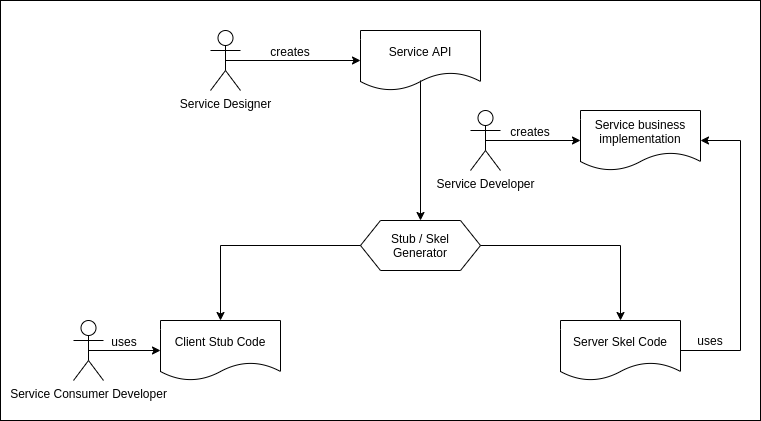 creates
Service API
Service Designer
Service Developer
creates
Service business
implementation
Stub / Skel
Generator
Service Consumer Developer
uses
Client Stub Code
Server Skel Code
uses